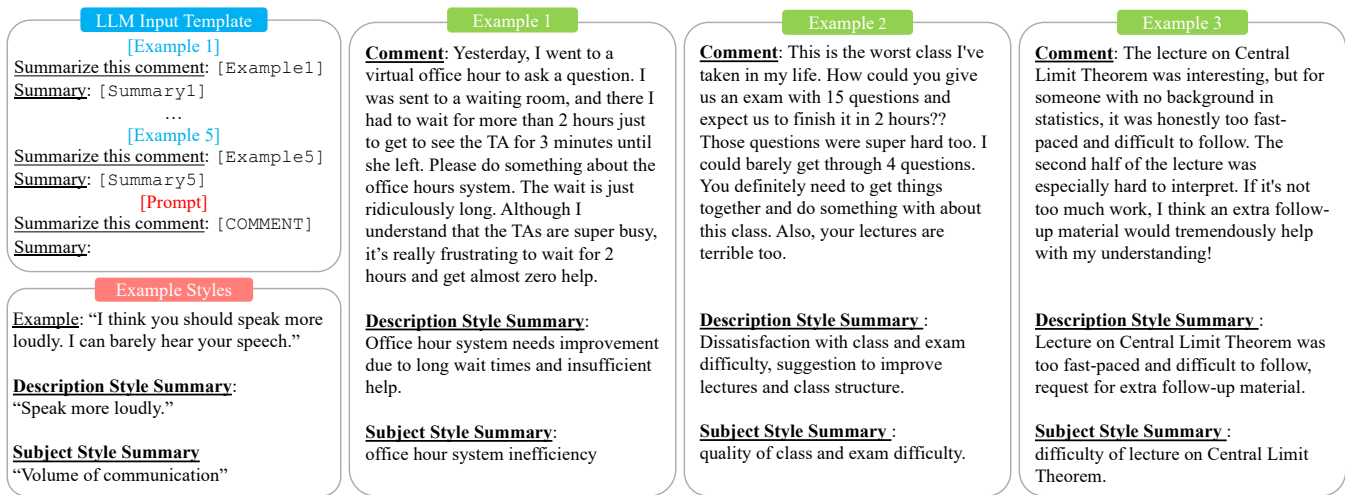 LLM Input Template
[Example 1]
Summarize this comment: [Example1]
Summary: [Summary1]
...
[Example 5]
Summarize this comment: [Example5]
Summary: [Summary5]
[Prompt]
Summarize this comment: [COMMENT]
Summary:
Example Styles
Example: “I think you should speak more
loudly. I can barely hear your speech.”
Description Style Summary:
“Speak more loudly.”
Subject Style Summary
“Volume of communication”
Example 1
Comment: Yesterday, I went to a
virtual office hour to ask a question. I
was sent to a waiting room, and there I
had to wait for more than 2 hours just
to get to see the TA for 3 minutes until
she left. Please do something about the
office hours system. The wait is just
ridiculously long. Although I
understand that the TAs are super busy,
it’s really frustrating to wait for 2
hours and get almost zero help.
Description Style Summary:
Office hour system needs improvement
due to long wait times and insufficient
help.
Subject Style Summary:
office hour system inefficiency
Example 2
Comment: This is the worst class I've
taken in my life. How could you give
us an exam with 15 questions and
expect us to finish it in 2 hours??
Those questions were super hard too. I
could barely get through 4 questions.
You definitely need to get things
together and do something with about
this class. Also, your lectures are
terrible too.
Description Style Summary :
Dissatisfaction with class and exam
difficulty, suggestion to improve
lectures and class structure.
Subject Style Summary :
quality of class and exam difficulty.
Example 3
Comment: The lecture on Central
Limit Theorem was interesting, but for
someone with no background in
statistics, it was honestly too fast-
paced and difficult to follow. The
second half of the lecture was
especially hard to interpret. If it's not
too much work, I think an extra follow-
up material would tremendously help
with my understanding!
Description Style Summary :
Lecture on Central Limit Theorem was
too fast-paced and difficult to follow,
request for extra follow-up material.
Subject Style Summary :
difficulty of lecture on Central Limit
Theorem.